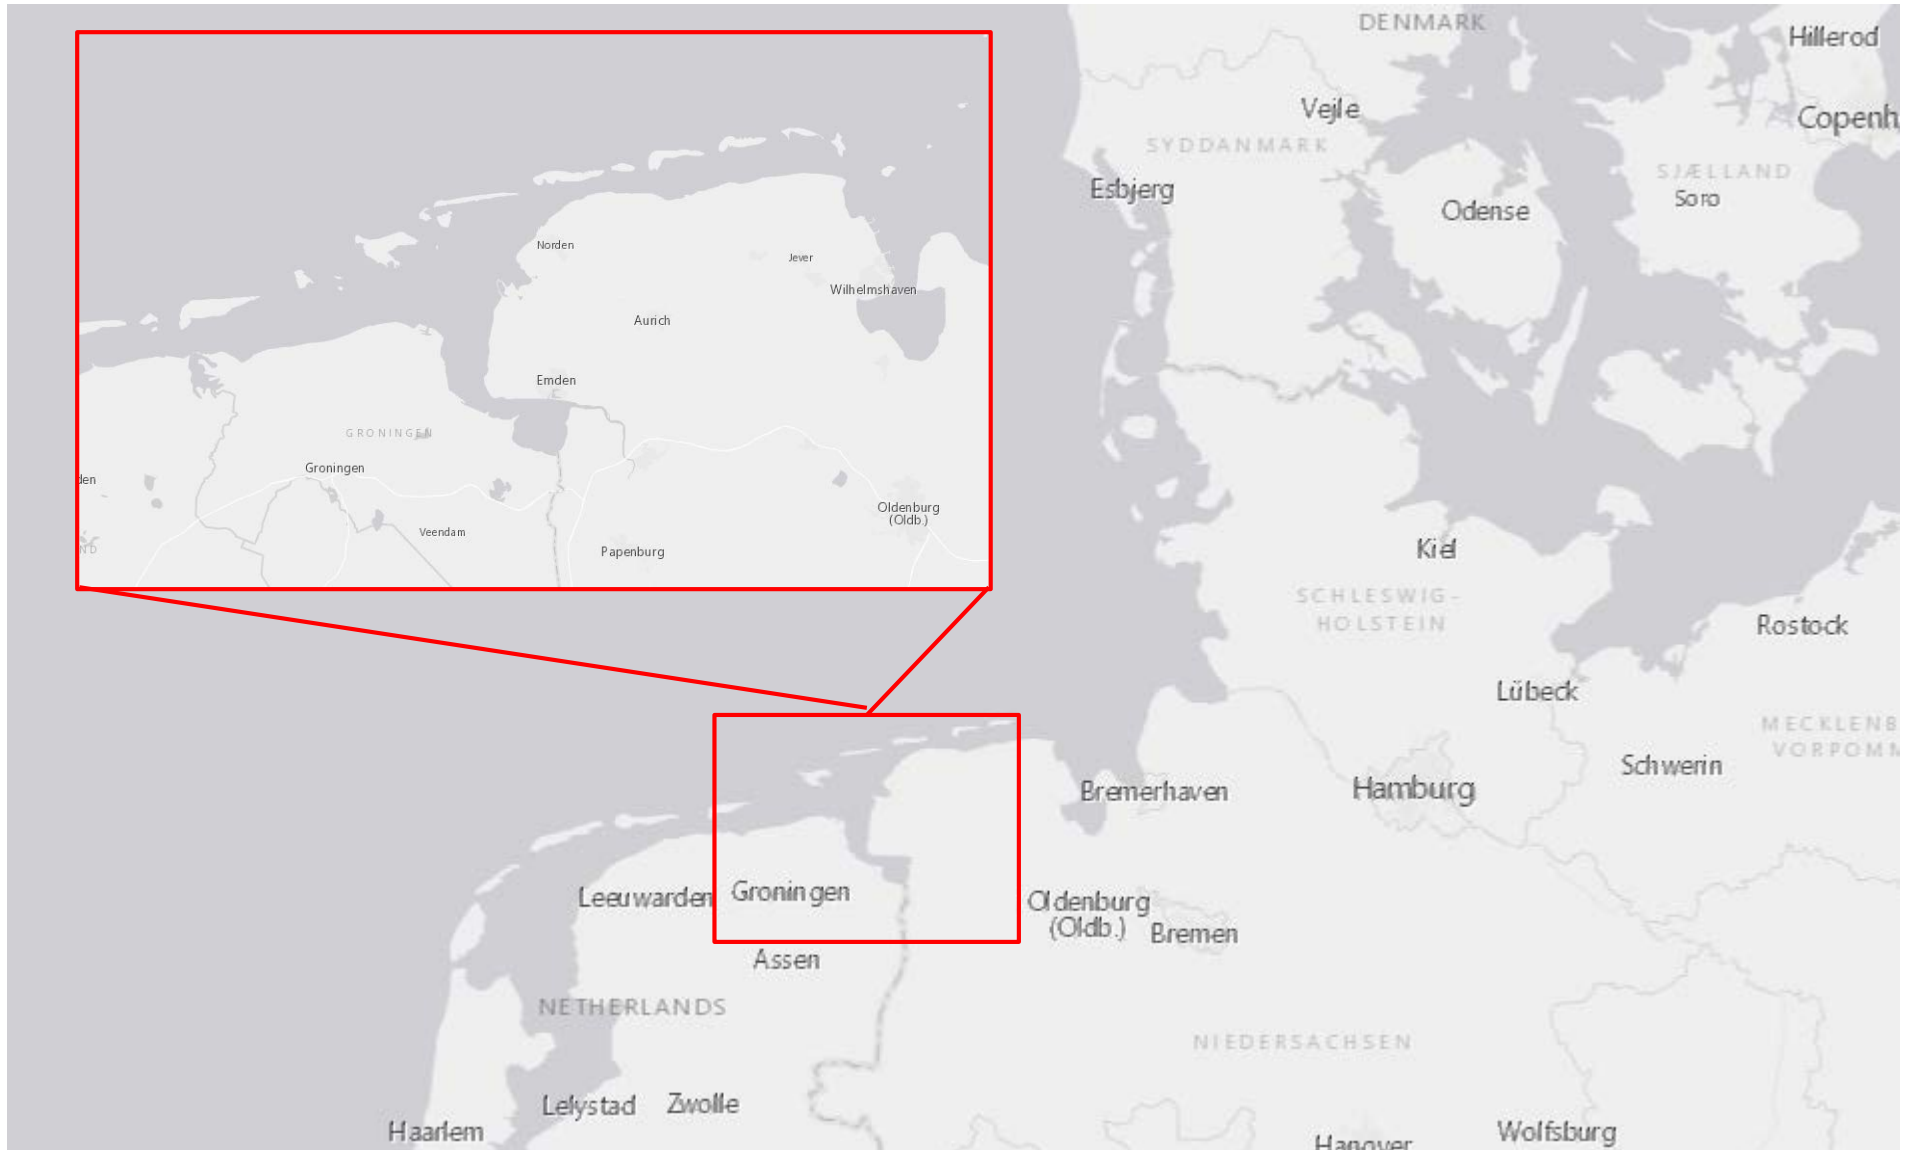 DENMARK
Hillerod
Vejle
Copenh
SYDDANMARK
SJÆLLAND
Esbjerg
Soro
Odense
Norden
Jever
Wilhelmshaven
Aurich
Emden
GRONINGEN
Groningen
den
Oldenburg
(Oldb.)
Veendam
ND
Papenburg
Kiel
SCHLESWIG-
HOLSTEIN
Rostock
Lübeck
MECKLENB
VORPOMM
Schwerin
Bremerhaven
Hamburg
Leeuwarden
Groningen
Oldenburg
(Oldb.)
Bremen
Assen
NETHERLANDS
NIEDERSACHSEN
Lelystad
Zwolle
Haarlem
Hanover
Wolfsburg